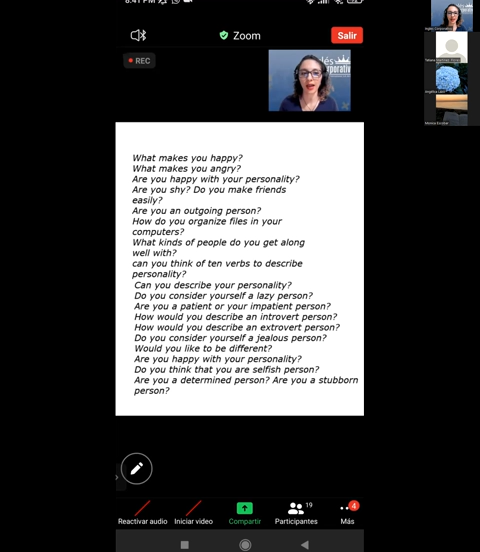 8:41 PM
Zoom
Salir
REC
What makes you happy?
What makes you angry?
Are you happy with your personality?
Are you shy? Do you make friends
easily?
Are you an outgoing person?
How do you organize files in your
computers?
What kinds of people do you get along
well with?
can you think of ten verbs to describe
personality?
Can you describe your personality?
Do you consider yourself a lazy person?
Are you a patient or your impatient person?
How would you describe an introvert person?
How would you describe an extrovert person?
Do you consider yourself a jealous person?
Would you like to be different?
Are you happy with your personality?
Do you think that you are selfish person?
Are you a determined person? Are you a stubborn
person?
19
4
Reactivar audio
Iniciar video
Compartir
Participantes
Más